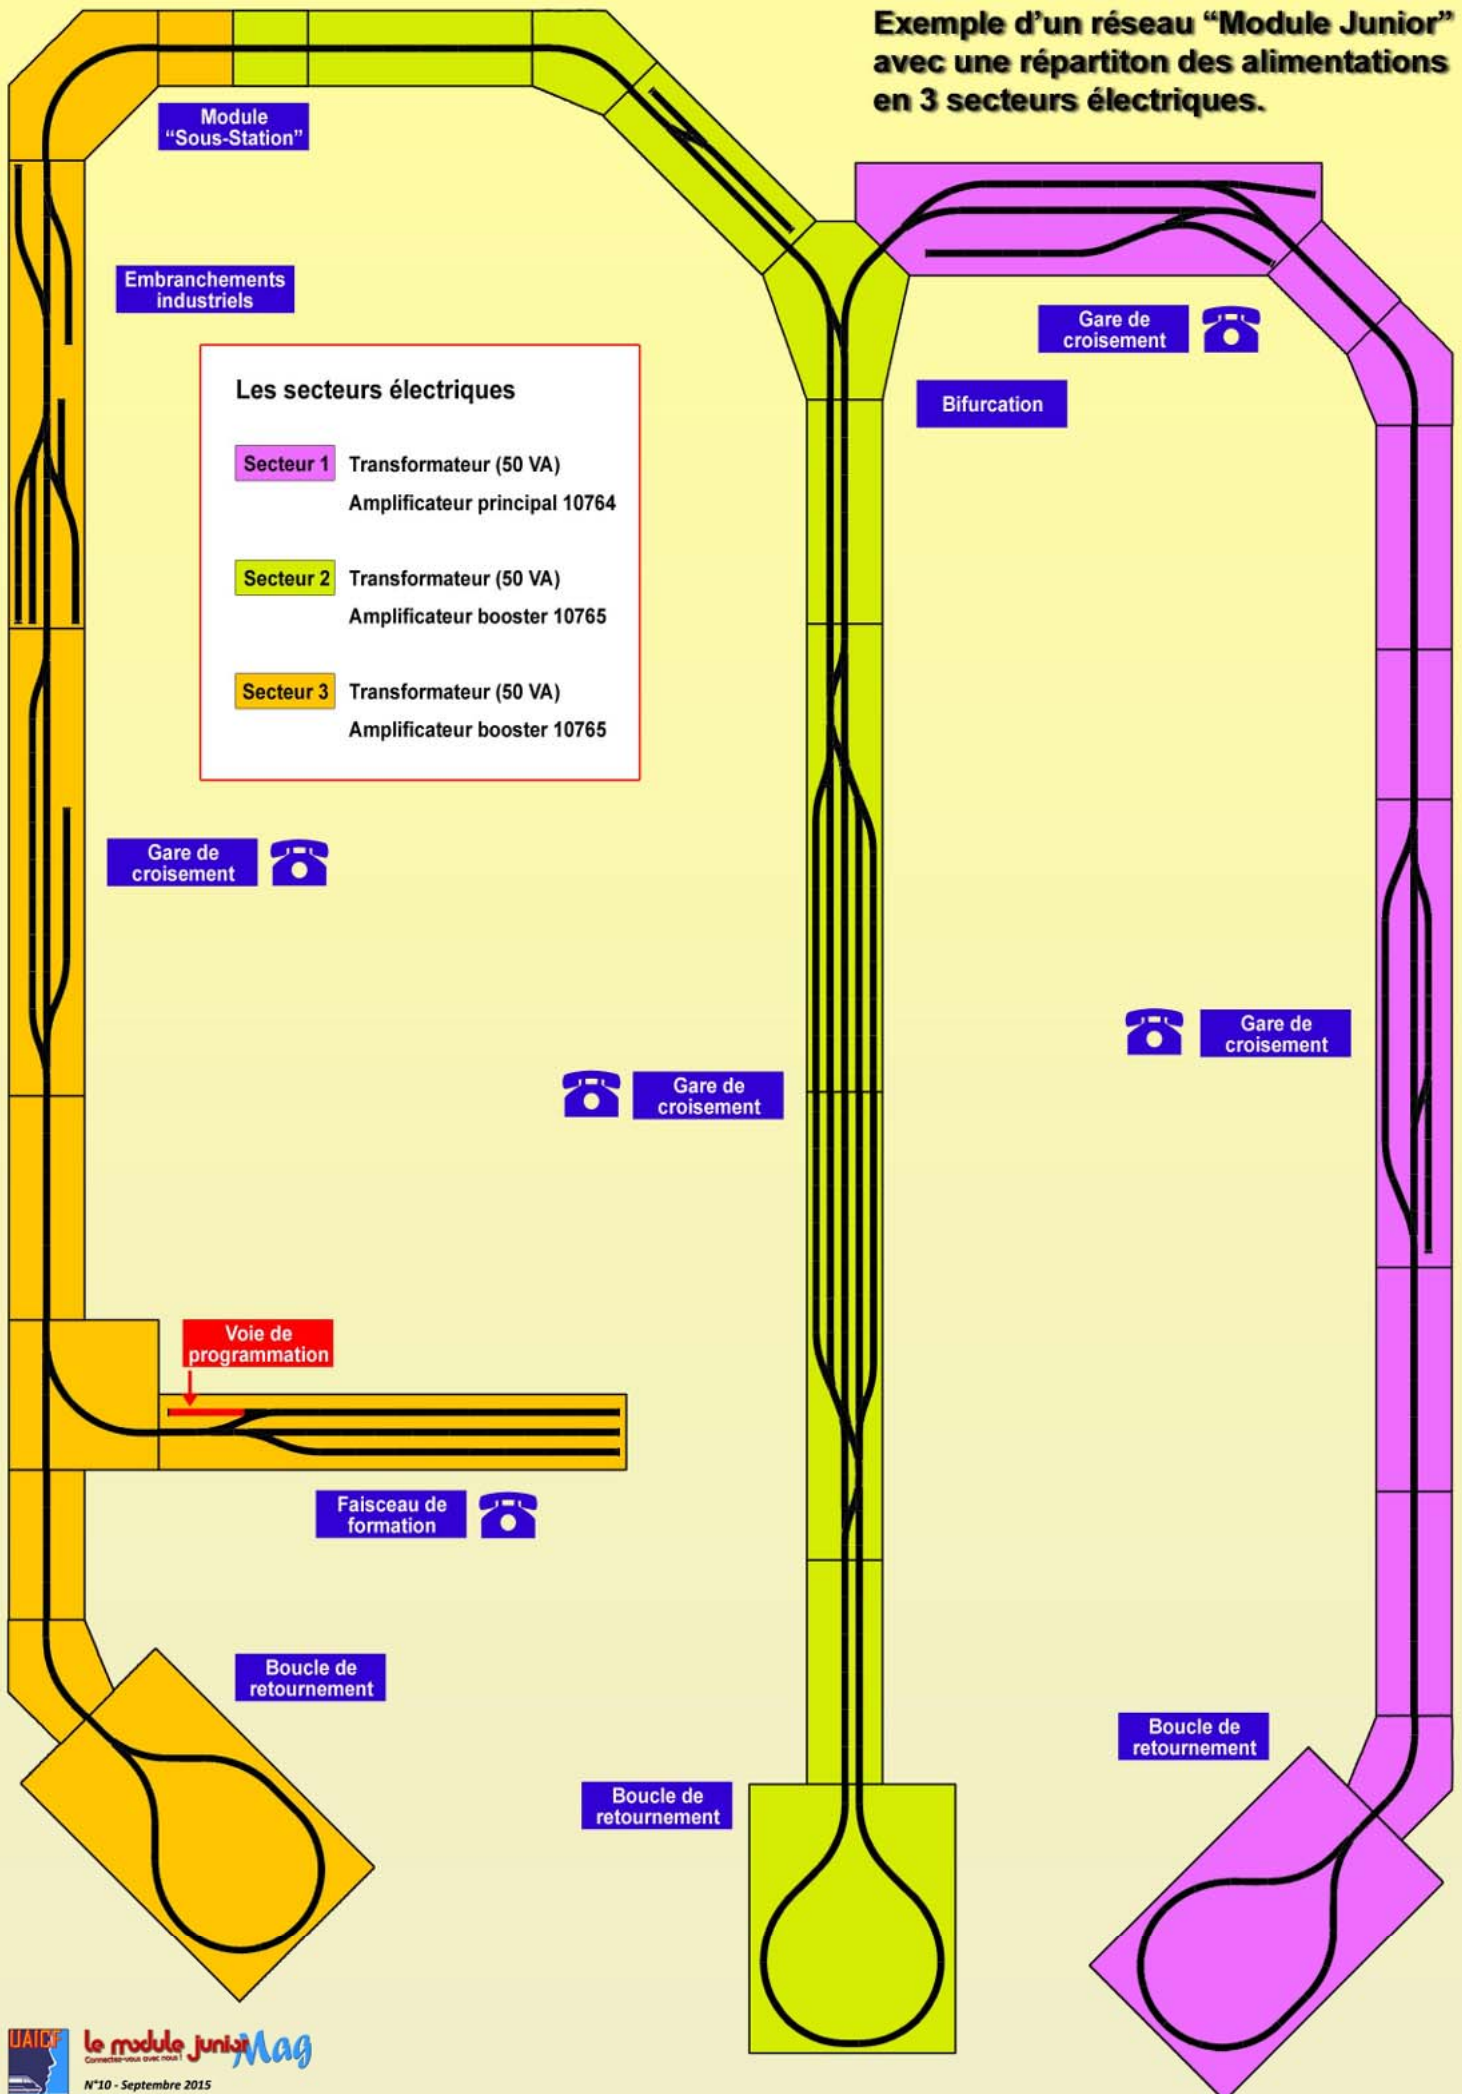 Exemple d’un réseau “Module Junior”
avec une répartiton des alimentations
en 3 secteurs électriques.
Module
“Sous-Station”
Embranchements
industriels
Gare de
croisement
Bifurcation
Les secteurs électriques
Secteur 1 Transformateur (50 VA)
Amplificateur principal 10764
Secteur 2 Transformateur (50 VA)
Amplificateur booster 10765
Secteur 3 Transformateur (50 VA)
Amplificateur booster 10765
Gare de
croisement
Gare de
croisement
Gare de
croisement
Voie de
programmation
Faisceau de
formation
Boucle de
retournement
Boucle de
retournement
Boucle de
retournement
UAICF
le module junior Mag
Connectez-vous avec nous !
N°10 - Septembre 2015